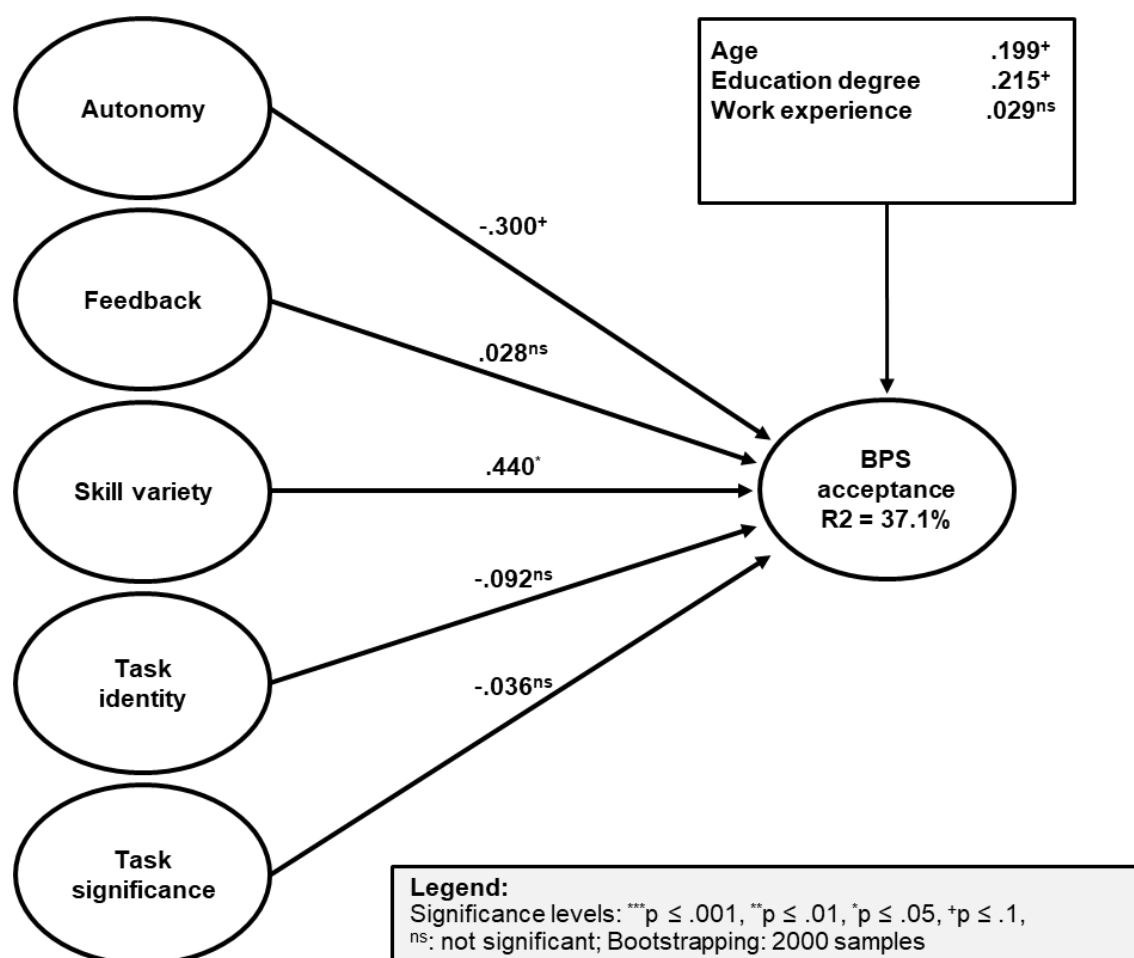 Autonomy
Feedback
Skill variety
Task
identity
Task
significance
-.300⁺
.028ⁿˢ
.440*
-.092ⁿˢ
-.036ⁿˢ
Age .199⁺
Education degree .215⁺
Work experience .029ⁿˢ
BPS
acceptance
R2 = 37.1%
Legend:
Significance levels: ***p ≤ .001, **p ≤ .01, *p ≤ .05, ⁺p ≤ .1,
ⁿˢ: not significant; Bootstrapping: 2000 samples